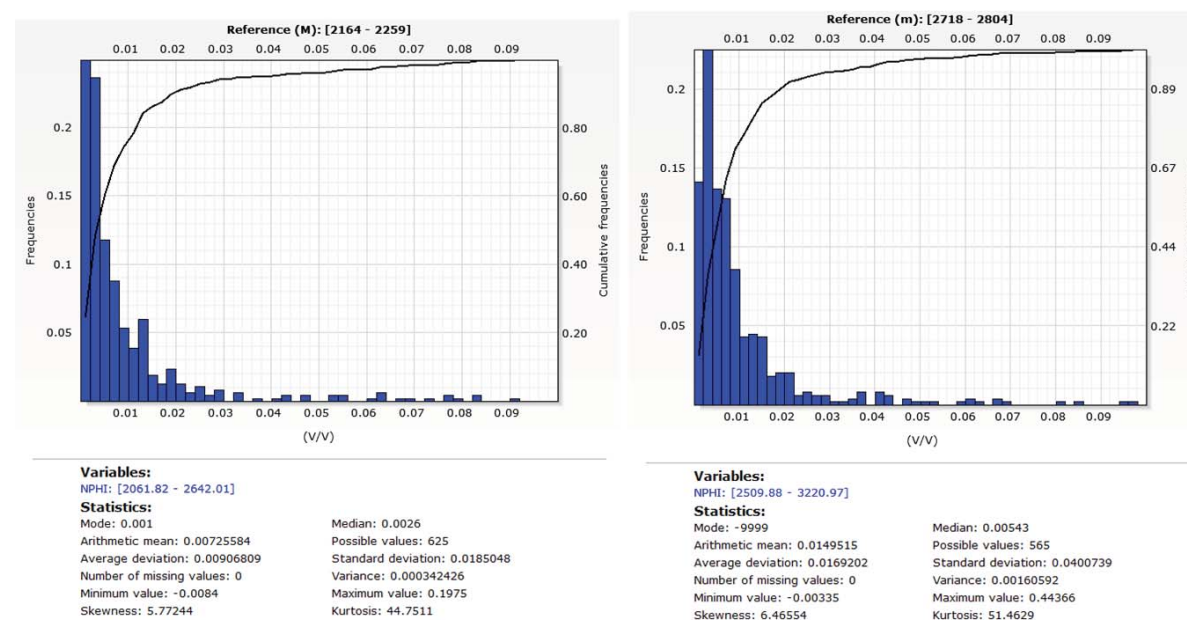 Reference (M): [2164 - 2259]
0.01 0.02 0.03 0.04 0.05 0.06 0.07 0.08 0.09
0.2
0.15
0.1
0.05
Frequencies
0.80
0.60
0.40
0.20
Cumulative frequencies
0.01 0.02 0.03 0.04 0.05 0.06 0.07 0.08 0.09
(V/V)
Variables:
NPHI: [2061.82 - 2642.01]
Statistics:
Mode: 0.001 Median: 0.0026
Arithmetic mean: 0.00725584 Possible values: 625
Average deviation: 0.00906809 Standard deviation: 0.0185048
Number of missing values: 0 Variance: 0.000342426
Minimum value: -0.0084 Maximum value: 0.1975
Skewness: 5.77244 Kurtosis: 44.7511
Reference (m): [2718 - 2804]
0.01 0.02 0.03 0.04 0.05 0.06 0.07 0.08 0.09
0.2
0.15
0.1
0.05
Frequencies
0.89
0.67
0.44
0.22
0.01 0.02 0.03 0.04 0.05 0.06 0.07 0.08 0.09
(V/V)
Variables:
NPHI: [2509.88 - 3220.97]
Statistics:
Mode: -9999 Median: 0.00543
Arithmetic mean: 0.0149515 Possible values: 565
Average deviation: 0.0169202 Standard deviation: 0.0400739
Number of missing values: 0 Variance: 0.00160592
Minimum value: -0.00335 Maximum value: 0.44366
Skewness: 6.46554 Kurtosis: 51.4629